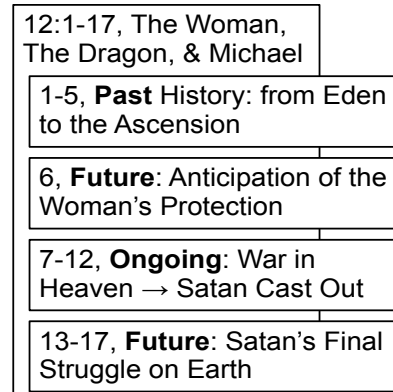 12:1-17, The Woman,
The Dragon, & Michael
1-5, Past History: from Eden
to the Ascension
6, Future: Anticipation of the
Woman's Protection
7-12, Ongoing: War in
Heaven → Satan Cast Out
13-17, Future: Satan's Final
Struggle on Earth